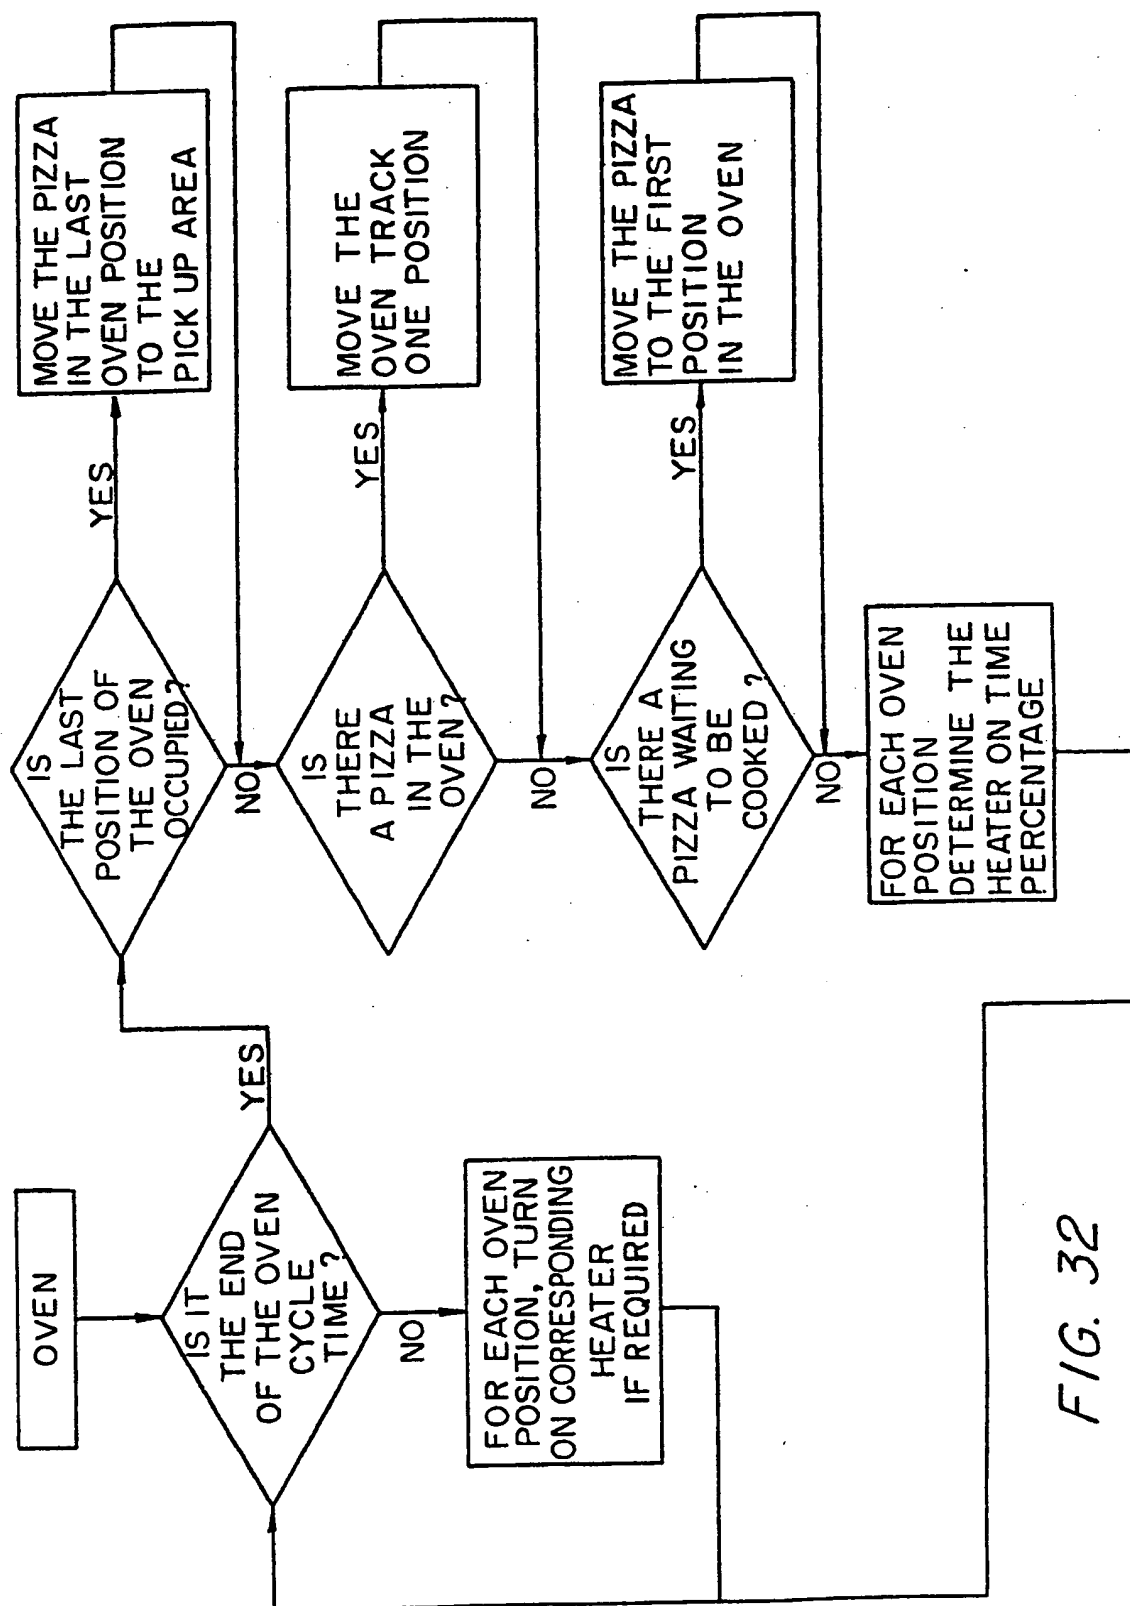 OVEN
IS IT
THE END
OF THE OVEN
CYCLE
TIME?
YES
NO
FOR EACH OVEN
POSITION, TURN
ON CORRESPONDING
HEATER
IF REQUIRED
IS
THE LAST
POSITION OF
THE OVEN
OCCUPIED?
YES
NO
MOVE THE PIZZA
IN THE LAST
OVEN POSITION
TO THE
PICK UP AREA
IS
THERE
A PIZZA
IN THE
OVEN?
YES
NO
MOVE THE
OVEN TRACK
ONE POSITION
IS
THERE A
PIZZA WAITING
TO BE
COOKED?
YES
NO
MOVE THE PIZZA
TO THE FIRST
POSITION
IN THE OVEN
FOR EACH OVEN
POSITION
DETERMINE THE
HEATER ON TIME
PERCENTAGE
FIG. 32